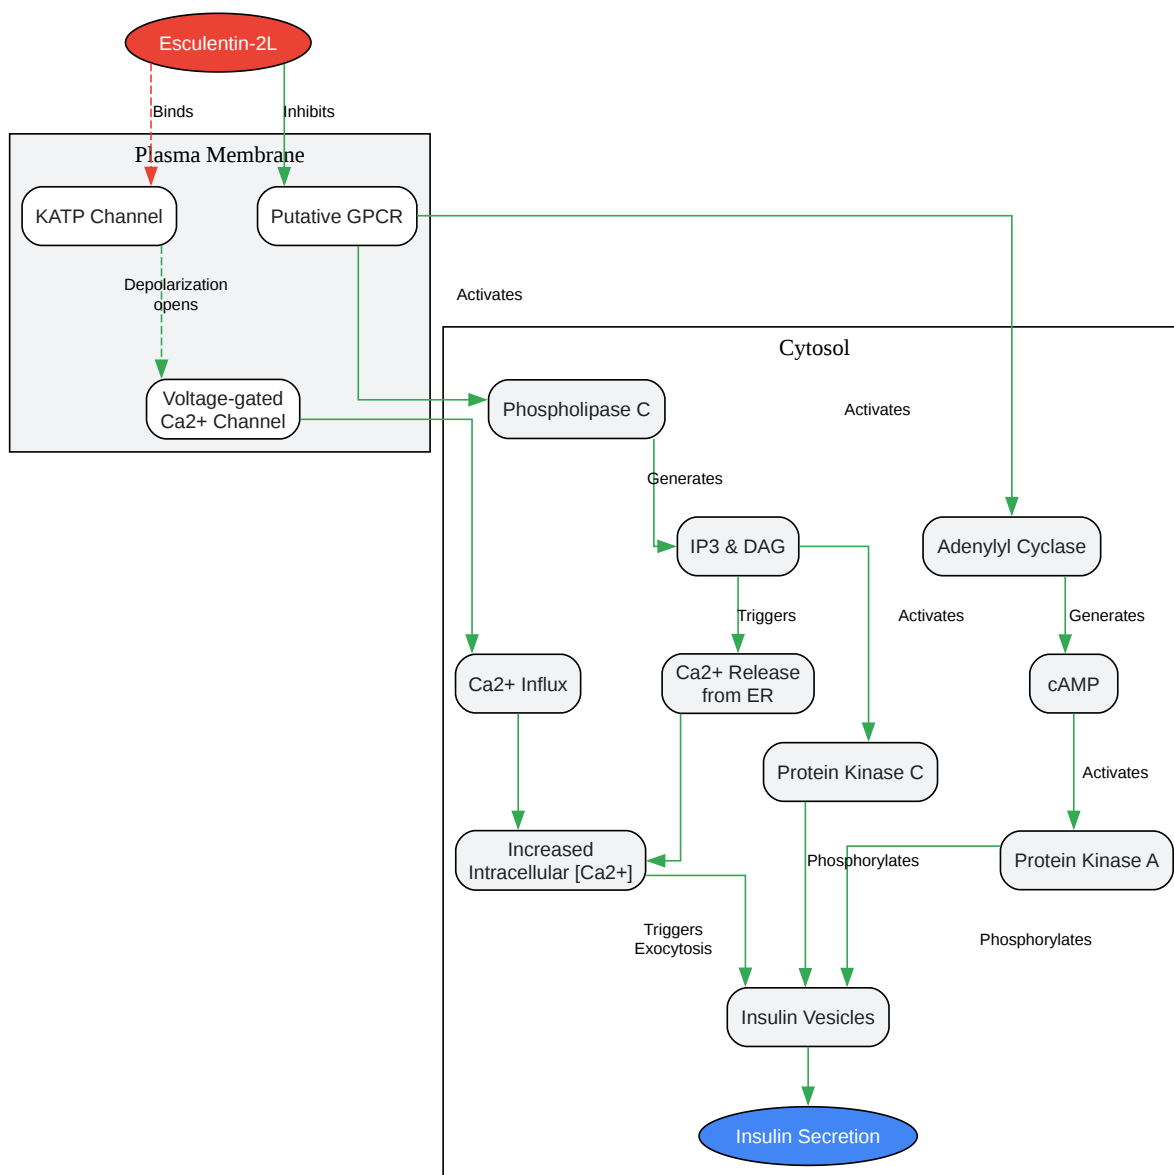 Esculentin-2L
Binds
Inhibits
Plasma Membrane
KATP Channel
Putative GPCR
Depolarization
opens
Activates
Cytosol
Voltage-gated
Ca2+ Channel
Phospholipase C
Activates
Generates
IP3 & DAG
Adenylyl Cyclase
Triggers
Activates
Generates
Ca2+ Influx
Ca2+ Release
from ER
cAMP
Protein Kinase C
Activates
Increased
Intracellular [Ca2+]
Phosphorylates
Protein Kinase A
Triggers
Exocytosis
Phosphorylates
Insulin Vesicles
Insulin Secretion